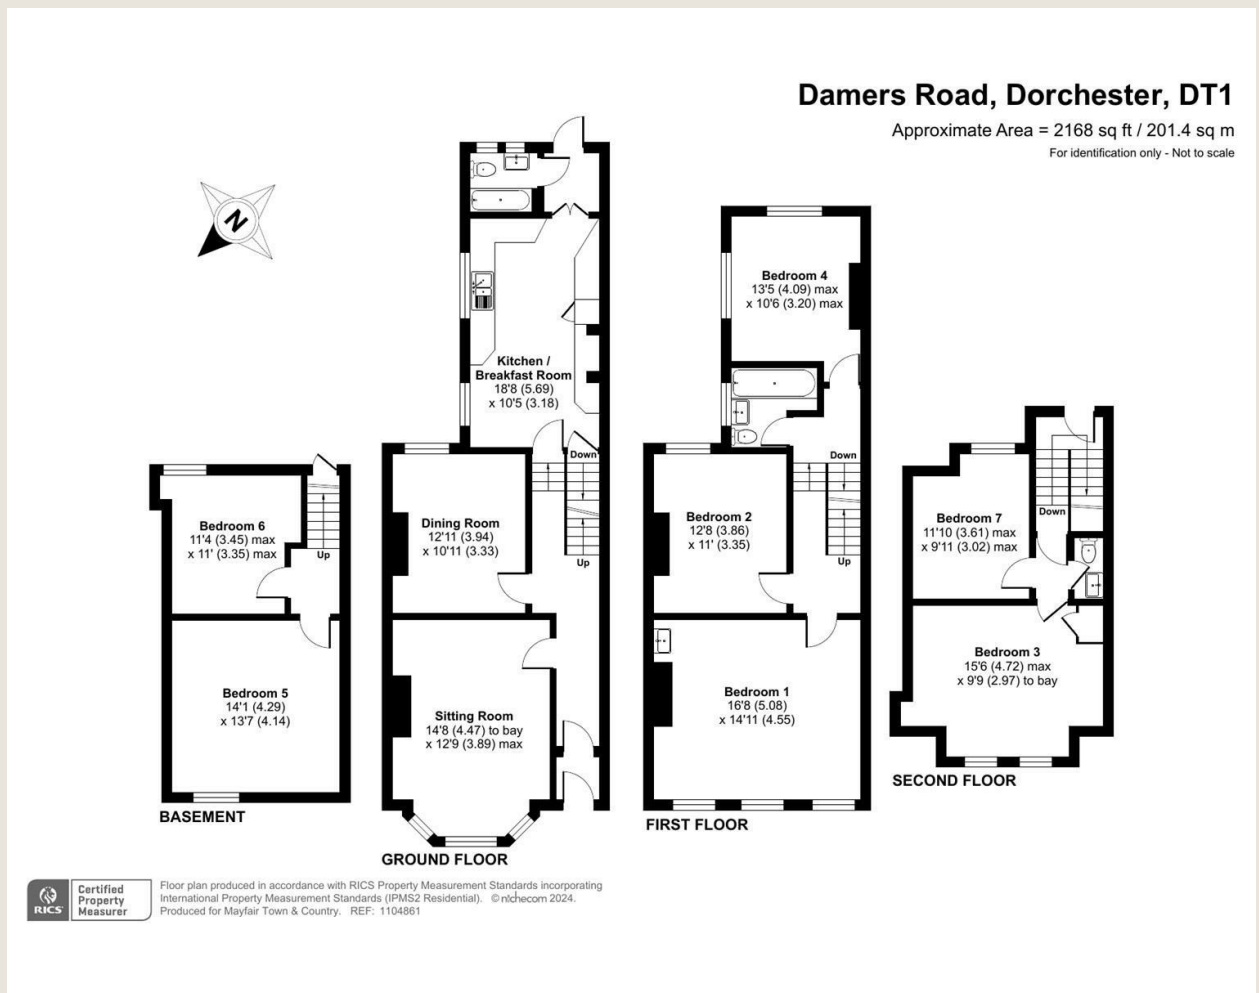 Damers Road, Dorchester, DT1
Approximate Area = 2168 sq ft / 201.4 sq m
For identification only - Not to scale
N
Bedroom 6
11'4 (3.45) max
x 11' (3.35) max
Up
Bedroom 5
14'1 (4.29)
x 13'7 (4.14)
BASEMENT
Kitchen /
Breakfast Room
18'8 (5.69)
x 10'5 (3.18)
Down
Dining Room
12'11 (3.94)
x 10'11 (3.33)
Up
Sitting Room
14'8 (4.47) to bay
x 12'9 (3.89) max
GROUND FLOOR
Bedroom 4
13'5 (4.09) max
x 10'6 (3.20) max
Down
Bedroom 2
12'8 (3.86)
x 11' (3.35)
Up
Bedroom 1
16'8 (5.08)
x 14'11 (4.55)
FIRST FLOOR
Down
Bedroom 7
11'10 (3.61) max
x 9'11 (3.02) max
Bedroom 3
15'6 (4.72) max
x 9'9 (2.97) to bay
SECOND FLOOR
RICS
Certified
Property
Measurer
Floor plan produced in accordance with RICS Property Measurement Standards incorporating
International Property Measurement Standards (IPMS2 Residential). © nichecom 2024.
Produced for Mayfair Town & Country. REF: 1104861